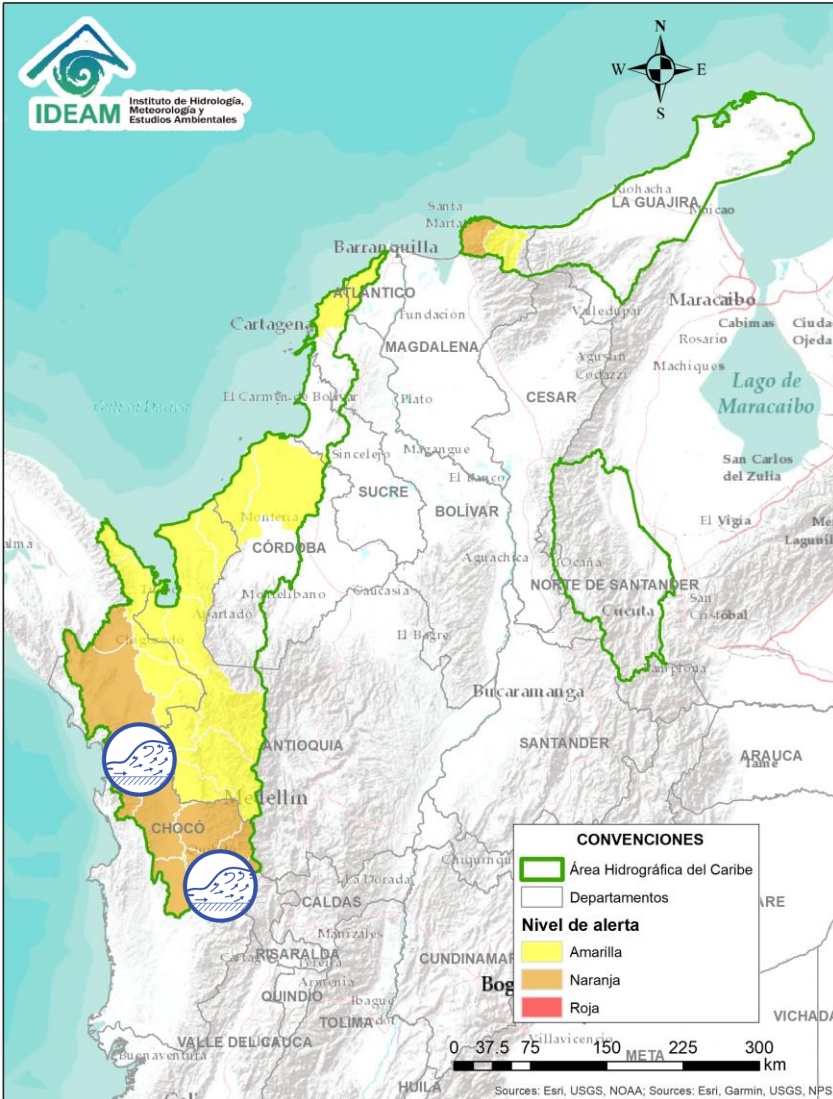 IDEAM
Instituto de Hidrología,
Meteorología y
Estudios Ambientales
N
W
E
S
Riohacha
LA GUAJIRA
Maicao
Santa
Marta
Barranquilla
ATLÁNTICO
Cartagena
Fundación
MAGDALENA
Valledupar
Maracaibo
Cabimas
Ciudad
Ojeda
Rosario
Machiques
Agustín
Codazzi
CESAR
Lago de
Maracaibo
El Carmen de Bolívar
Plato
Sincelejo
Magangué
El Banco
SUCRE
BOLÍVAR
San Carlos
del Zulia
El Vigía
Montería
CÓRDOBA
Aguachica
Ocaña
NORTE DE SANTANDER
Cúcuta
San
Cristóbal
Montelíbano
Caucasia
Apartadó
El Bagre
Pamplona
Bucaramanga
ANTIOQUIA
SANTANDER
ARAUCA
Tame
Medellín
CHOCÓ
La Dorada
CALDAS
Manizales
RISARALDA
Armenia
QUINDÍO
Ibagué
TOLIMA
VALLE DEL CAUCA
Buenaventura
HUILA
Villavicencio
META
VICHADA
CONVENCIONES
Área Hidrográfica del Caribe
Departamentos
Nivel de alerta
Amarilla
Naranja
Roja
0 37.5 75 150 225 300
km
Sources: Esri, USGS, NOAA; Sources: Esri, Garmin, USGS, NPS